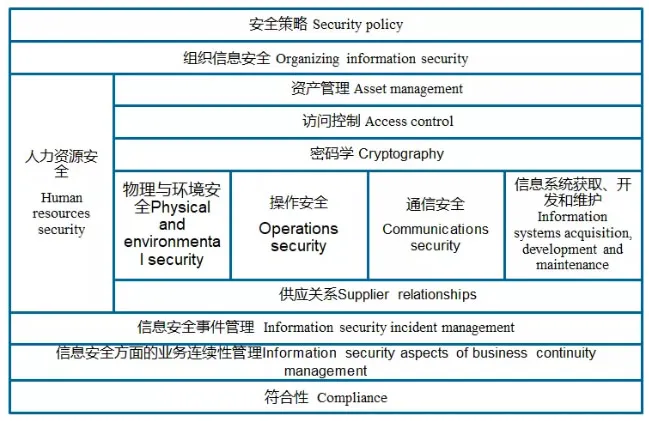 安全策略 Security policy
组织信息安全 Organizing information security
资产管理 Asset management
访问控制 Access control
密码学 Cryptography
人力资源安
全
Human
resources
security
物理与环境安
全Physical
and
environmenta
l security
操作安全
Operations
security
通信安全
Communications
security
信息系统获取、开
发和维护
Information
systems acquisition,
development and
maintenance
供应关系Supplier relationships
信息安全事件管理 Information security incident management
信息安全方面的业务连续性管理Information security aspects of business continuity
management
符合性 Compliance